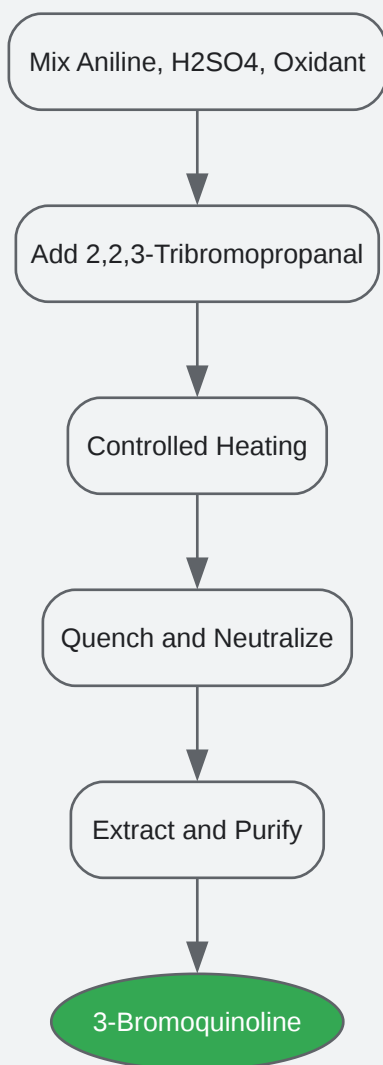 Mix Aniline, H2SO4, Oxidant
Add 2,2,3-Tribromopropanal
Controlled Heating
Quench and Neutralize
Extract and Purify
3-Bromoquinoline